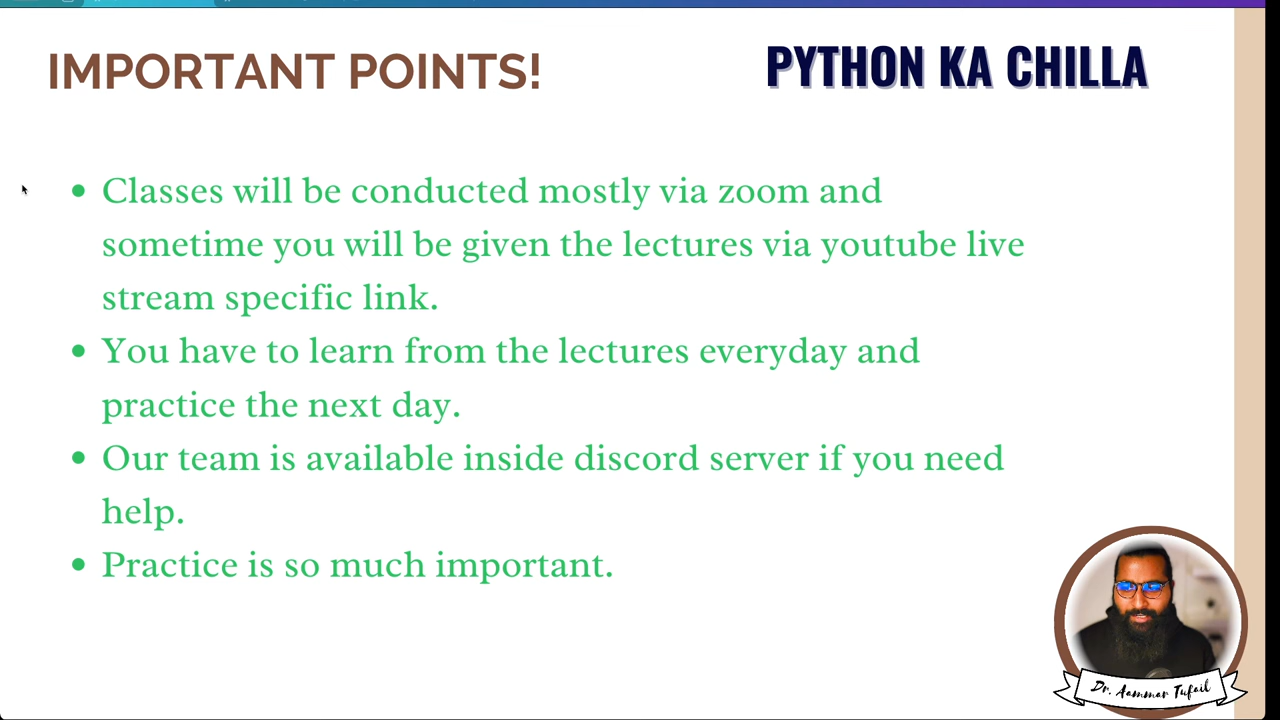 IMPORTANT POINTS!
PYTHON KA CHILLA
• Classes will be conducted mostly via zoom and
sometime you will be given the lectures via youtube live
stream specific link.
• You have to learn from the lectures everyday and
practice the next day.
• Our team is available inside discord server if you need
help.
• Practice is so much important.
Dr. Aammar Tufail